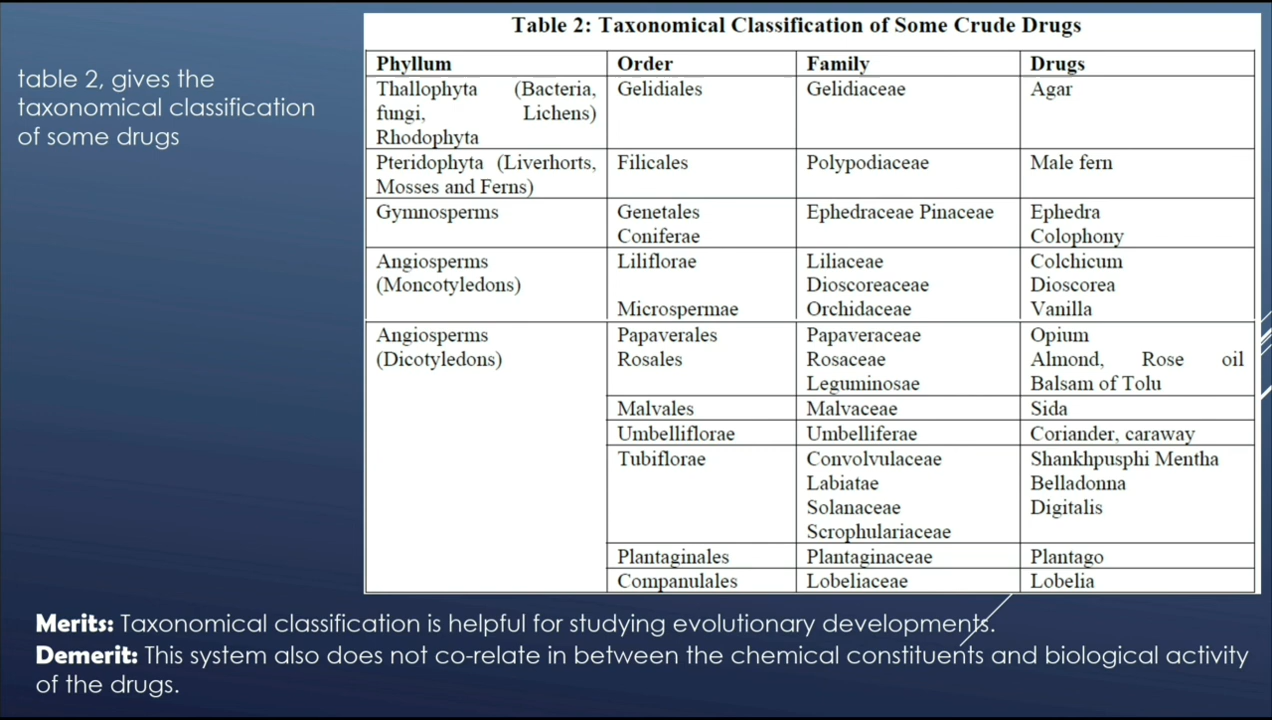 table 2, gives the
taxonomical classification
of some drugs
Table 2: Taxonomical Classification of Some Crude Drugs
Phyllum Order Family Drugs
Thallophyta (Bacteria, Gelidiales Gelidiaceae Agar
fungi, Lichens)
Rhodophyta
Pteridophyta (Liverhorts, Filicales Polypodiaceae Male fern
Mosses and Ferns)
Gymnosperms Genetales Ephedraceae Pinaceae Ephedra
Coniferae Colophony
Angiosperms Liliflorae Liliaceae Colchicum
(Moncotyledons) Dioscoreaceae Dioscorea
Microspermae Orchidaceae Vanilla
Angiosperms Papaverales Papaveraceae Opium
(Dicotyledons) Rosales Rosaceae Almond, Rose oil
Leguminosae Balsam of Tolu
Malvales Malvaceae Sida
Umbelliflorae Umbelliferae Coriander, caraway
Tubiflorae Convolvulaceae Shankhpusphi Mentha
Labiatae Belladonna
Solanaceae Digitalis
Scrophulariaceae
Plantaginales Plantaginaceae Plantago
Companulales Lobeliaceae Lobelia
Merits: Taxonomical classification is helpful for studying evolutionary developments.
Demerit: This system also does not co-relate in between the chemical constituents and biological activity
of the drugs.